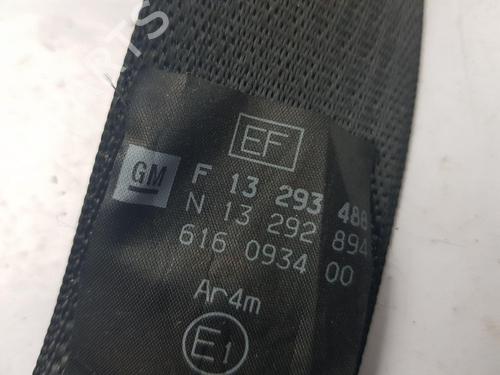 EF
GM F 13 293 488
N 13 292 894
616 0934 00
Ar4m
E1